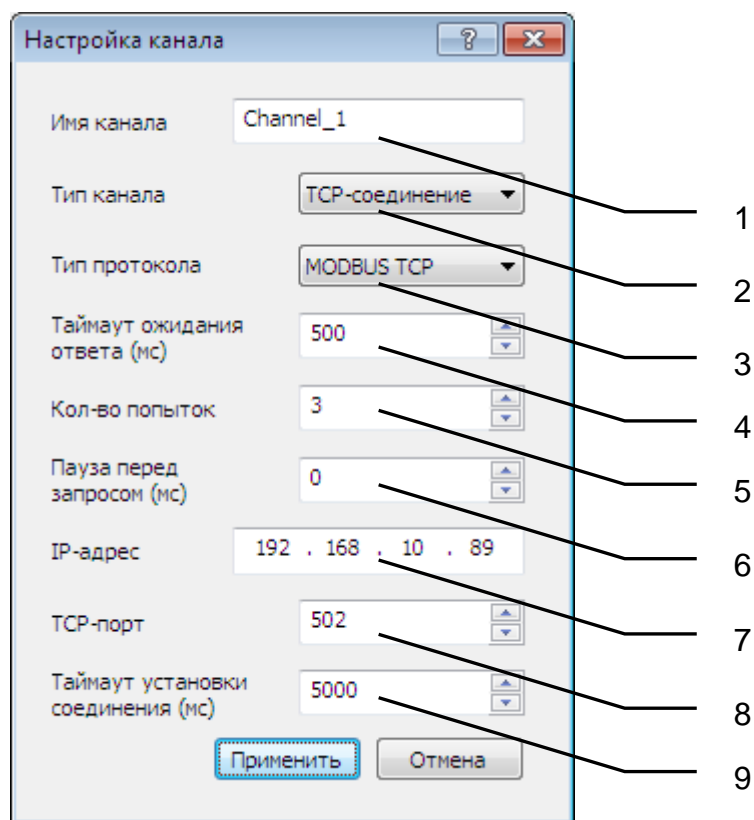 Настройка канала
Имя канала Channel_1
1
Тип канала TCP-соединение
2
Тип протокола MODBUS TCP
3
Таймаут ожидания
ответа (мс) 500
4
Кол-во попыток 3
5
Пауза перед
запросом (мс) 0
6
IP-адрес 192 . 168 . 10 . 89
7
TCP-порт 502
8
Таймаут установки
соединения (мс) 5000
9
Применить Отмена